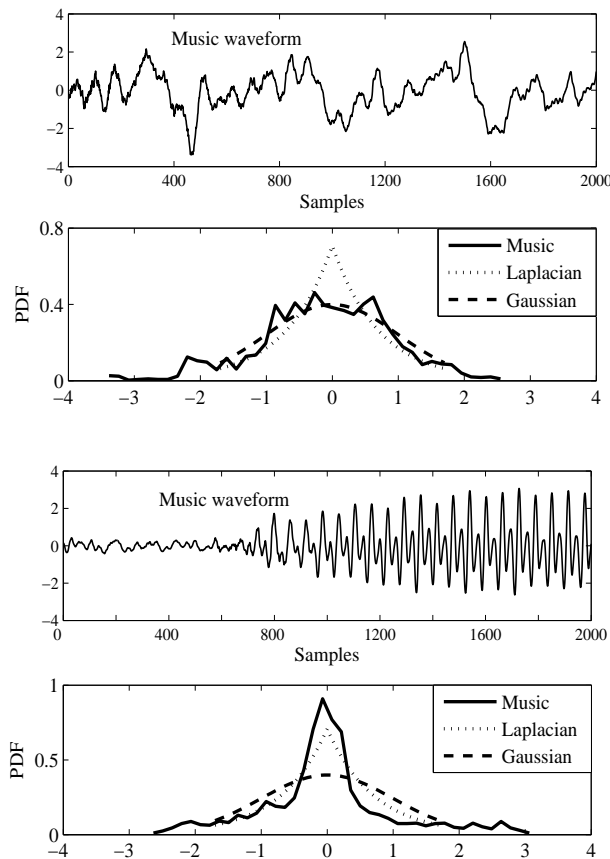 4
2
0
−2
−4
Music waveform
0 400 800 1200 1600 2000
Samples
0.8
0.4
0
PDF
Music
Laplacian
Gaussian
−4 −3 −2 −1 0 1 2 3 4
4
2
0
−2
−4
Music waveform
0 400 800 1200 1600 2000
Samples
1
0.5
0
PDF
Music
Laplacian
Gaussian
−4 −3 −2 −1 0 1 2 3 4